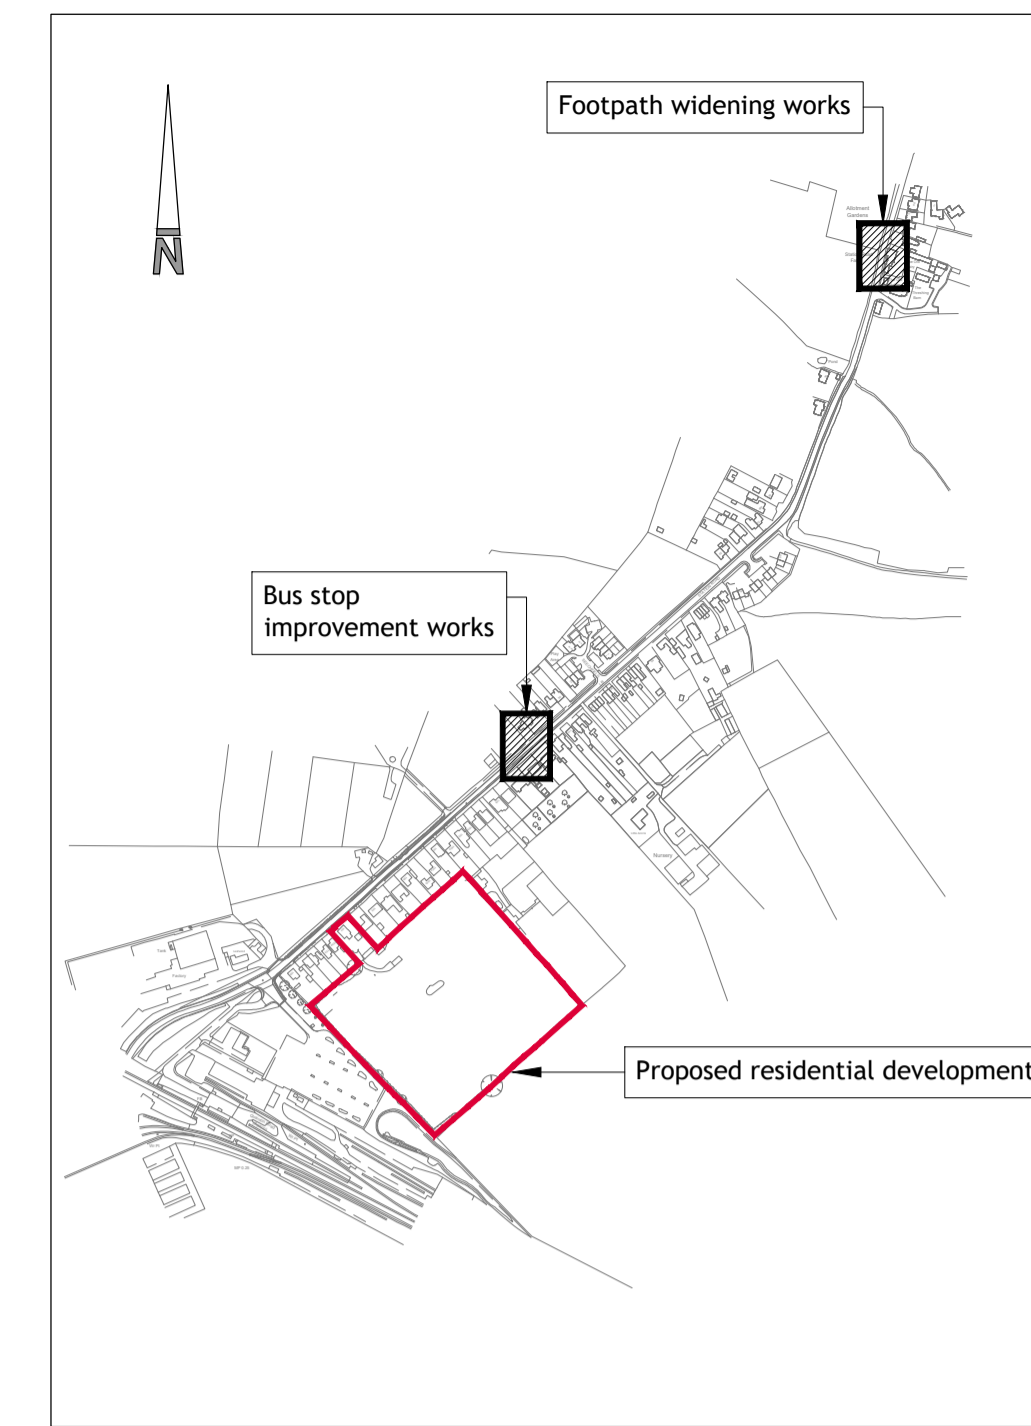 Footpath widening works
N
Allotment
Gardens
Pond
Bus stop
improvement works
Nursery
Tank
Factory
Proposed residential development